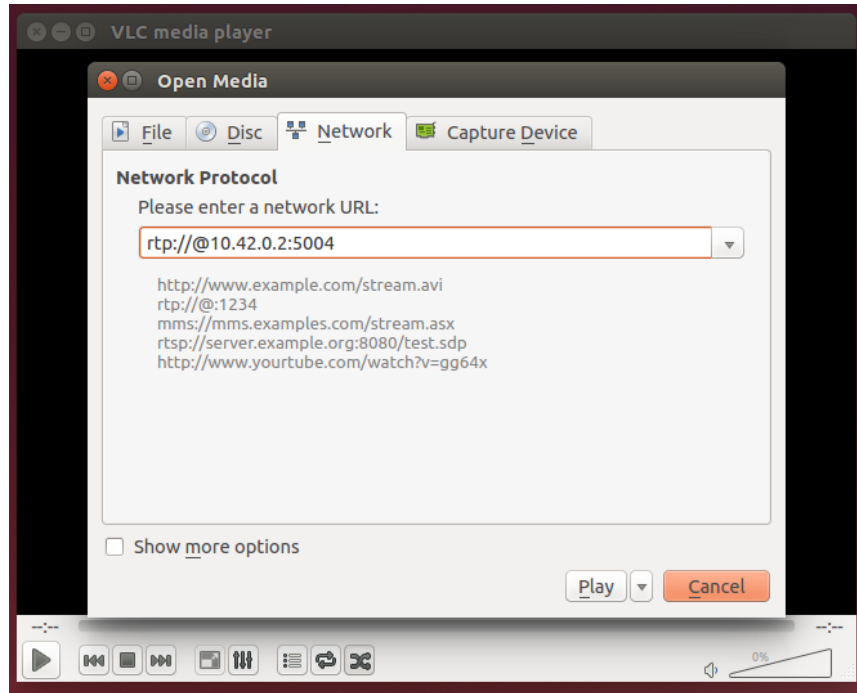 VLC media player
Open Media
File Disc Network Capture Device
Network Protocol
Please enter a network URL:
rtp://@10.42.0.2:5004
http://www.example.com/stream.avi
rtp://@:1234
mms://mms.examples.com/stream.asx
rtsp://server.example.org:8080/test.sdp
http://www.yourtube.com/watch?v=gg64x
Show more options
Play Cancel
--:-- --:--
0%